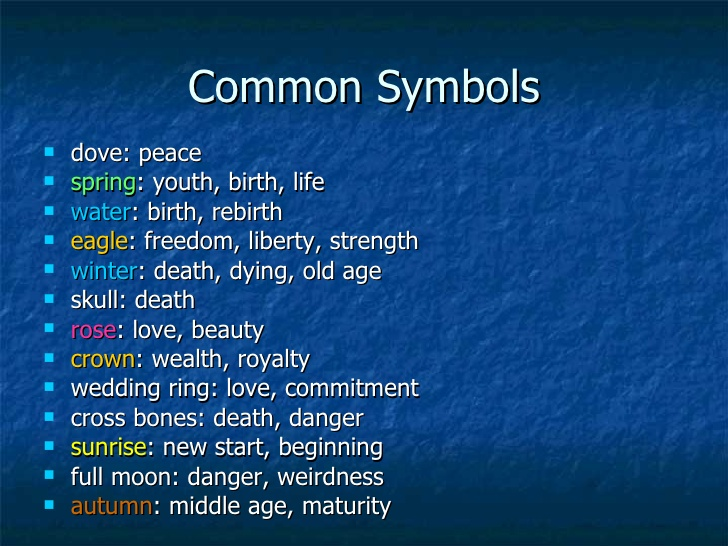 Common Symbols
dove: peace
spring: youth, birth, life
water: birth, rebirth
eagle: freedom, liberty, strength
winter: death, dying, old age
skull: death
rose: love, beauty
crown: wealth, royalty
wedding ring: love, commitment
cross bones: death, danger
sunrise: new start, beginning
full moon: danger, weirdness
autumn: middle age, maturity